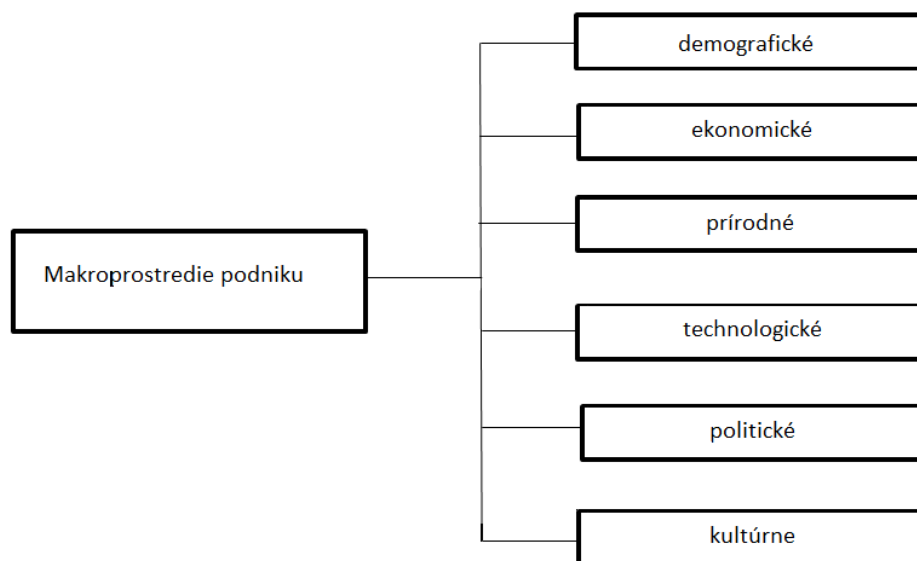 demografické
ekonomické
prírodné
Makroprostredie podniku
technologické
politické
kultúrne